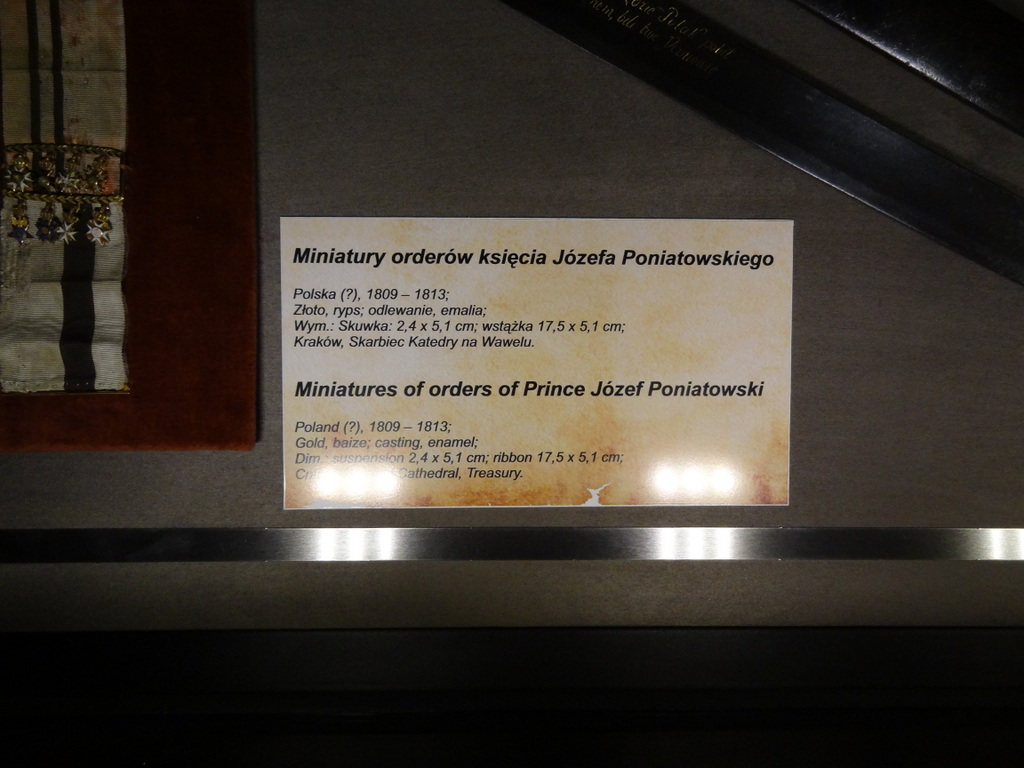 Miniatury orderów księcia Józefa Poniatowskiego
Polska (?), 1809 – 1813;
Złoto, ryps; odlewanie, emalia;
Wym.: Skuwka: 2,4 x 5,1 cm; wstążka 17,5 x 5,1 cm;
Kraków, Skarbiec Katedry na Wawelu.
Miniatures of orders of Prince Józef Poniatowski
Poland (?), 1809 – 1813;
Gold, baize; casting, enamel;
Dim.: suspension 2,4 x 5,1 cm; ribbon 17,5 x 5,1 cm;
Cathedral, Treasury.